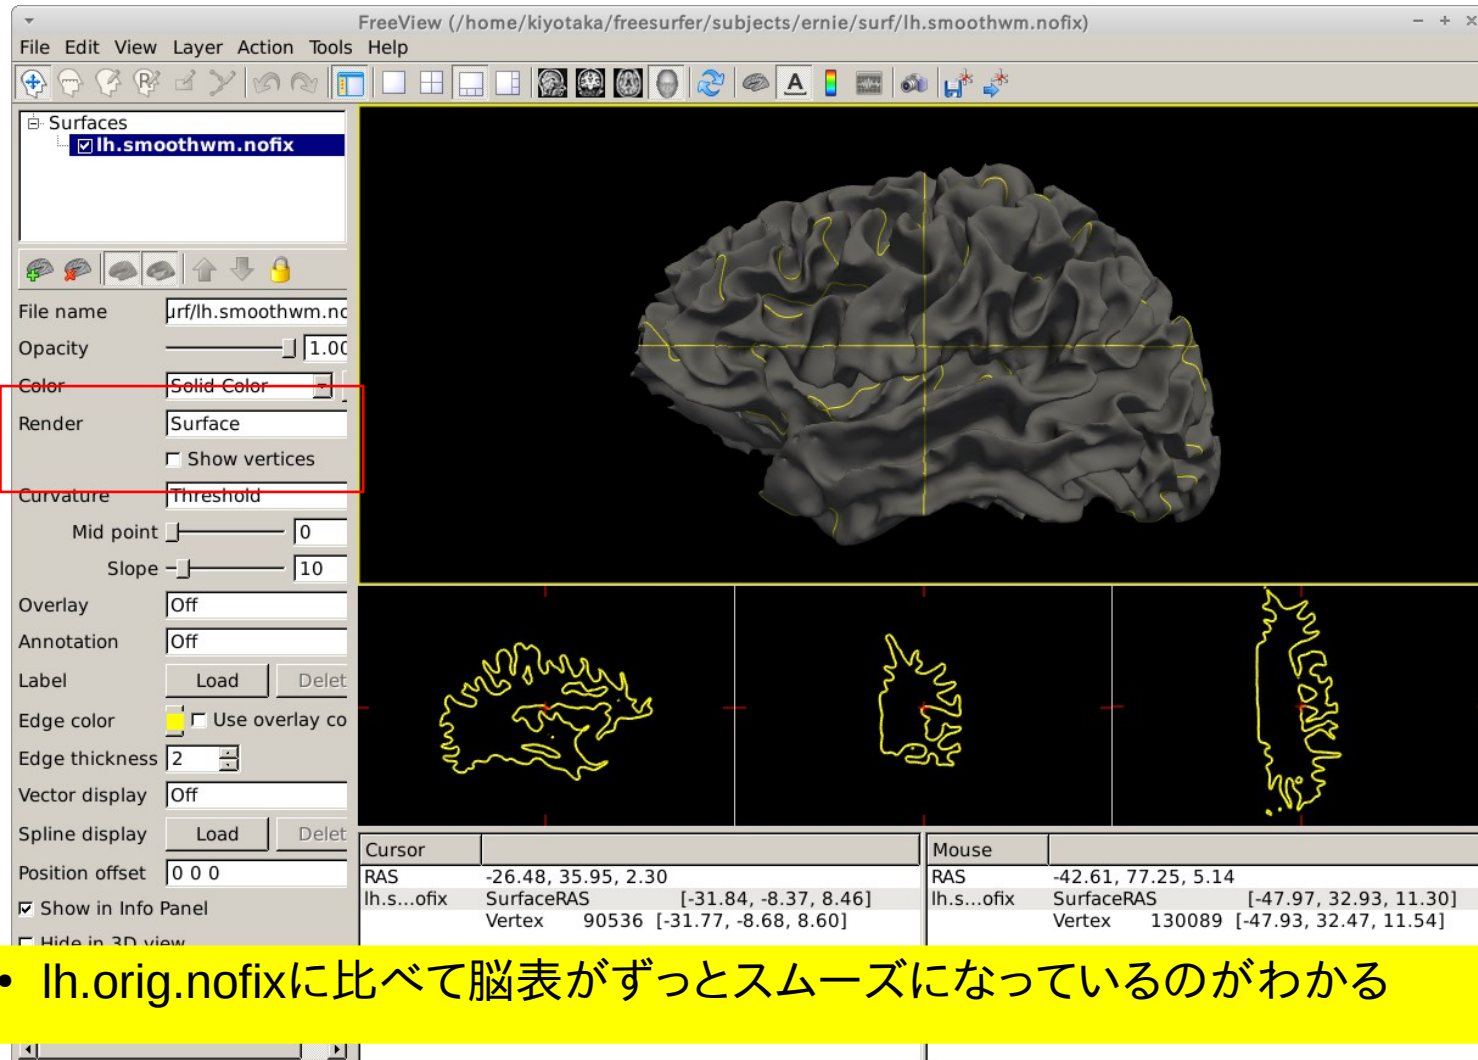 FreeView (/home/kiyotaka/freesurfer/subjects/ernie/surf/lh.smoothwm.nofix)
File Edit View Layer Action Tools Help
Surfaces
lh.smoothwm.nofix
File name urf/lh.smoothwm.no
Opacity 1.00
Color Solid Color
Render Surface
Show vertices
Curvature Threshold
Mid point 0
Slope 10
Overlay Off
Annotation Off
Label Load Delet
Edge color Use overlay co
Edge thickness 2
Vector display Off
Spline display Load Delet
Position offset 0 0 0
Show in Info Panel
Hide in 3D view
Cursor
RAS -26.48, 35.95, 2.30
lh.s...ofix SurfaceRAS [-31.84, -8.37, 8.46]
Vertex 90536 [-31.77, -8.68, 8.60]
Mouse
RAS -42.61, 77.25, 5.14
lh.s...ofix SurfaceRAS [-47.97, 32.93, 11.30]
Vertex 130089 [-47.93, 32.47, 11.54]
• lh.orig.nofixに比べて脳表がずっとスムーズになっているのがわかる